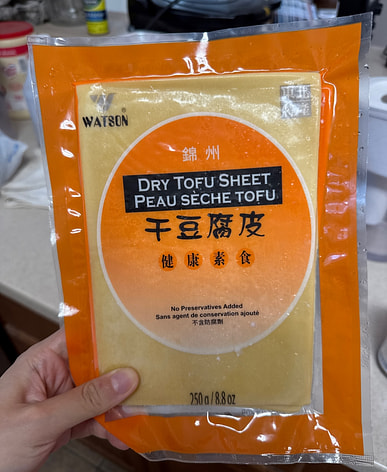 WATSON
®
錦州
DRY TOFU SHEET
PEAU SÈCHE TOFU
干豆腐皮
健康素食
No Preservatives Added
Sans agent de conservation ajouté
不含防腐劑
250 g / 8.8 oz